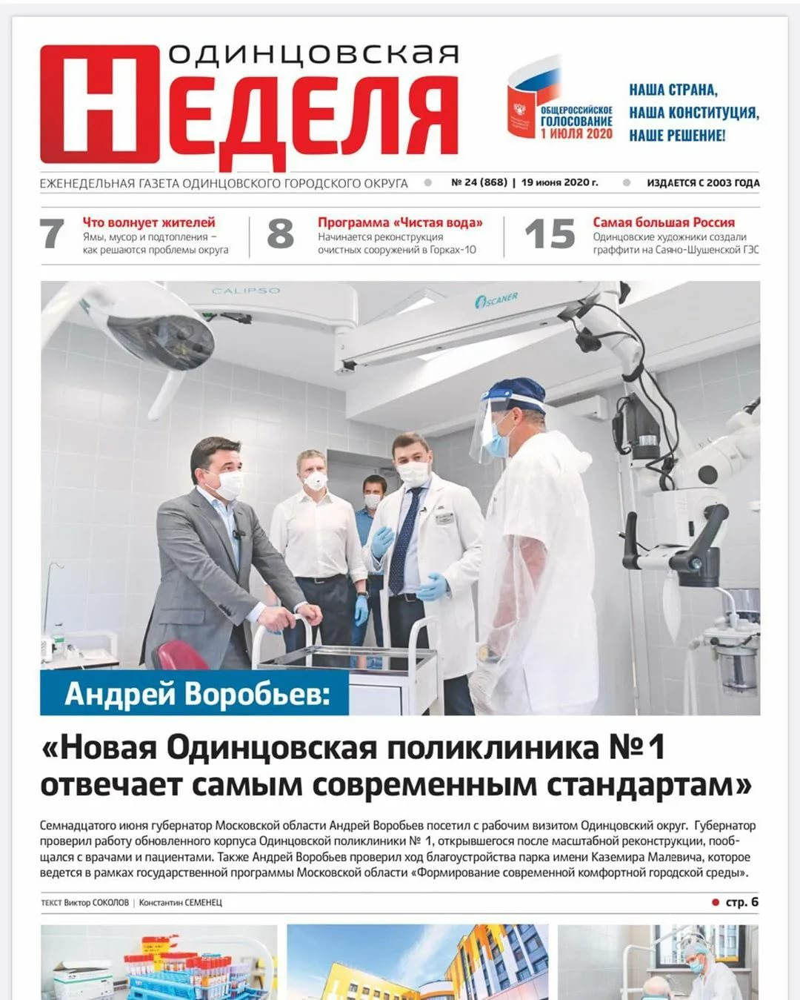 ОДИНЦОВСКАЯ
НЕДЕЛЯ
ОБЩЕРОССИЙСКОЕ
ГОЛОСОВАНИЕ
1 ИЮЛЯ 2020
НАША СТРАНА,
НАША КОНСТИТУЦИЯ,
НАШЕ РЕШЕНИЕ!
ЕЖЕНЕДЕЛЬНАЯ ГАЗЕТА ОДИНЦОВСКОГО ГОРОДСКОГО ОКРУГА
№ 24 (868) | 19 июня 2020 г.
ИЗДАЕТСЯ С 2003 ГОДА
7
Что волнует жителей
Ямы, мусор и подтопления –
как решаются проблемы округа
8
Программа «Чистая вода»
Начинается реконструкция
очистных сооружений в Горках-10
15
Самая большая Россия
Одинцовские художники создали
граффити на Саяно-Шушенской ГЭС
CALIPSO
SCANER
Андрей Воробьев:
«Новая Одинцовская поликлиника №1
отвечает самым современным стандартам»
Семнадцатого июня губернатор Московской области Андрей Воробьев посетил с рабочим визитом Одинцовский округ. Губернатор
проверил работу обновленного корпуса Одинцовской поликлиники № 1, открывшегося после масштабной реконструкции, пооб-
щался с врачами и пациентами. Также Андрей Воробьев проверил ход благоустройства парка имени Каземира Малевича, которое
ведется в рамках государственной программы Московской области «Формирование современной комфортной городской среды».
ТЕКСТ Виктор СОКОЛОВ | Константин СЕМЕНЕЦ
стр. 6